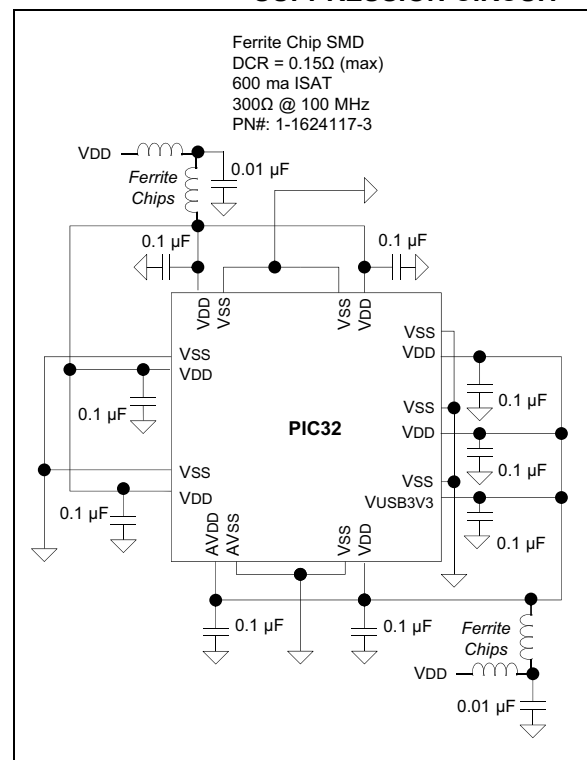 Ferrite Chip SMD
DCR = 0.15Ω (max)
600 ma ISAT
300Ω @ 100 MHz
PN#: 1-1624117-3
VDD
0.01 µF
Ferrite
Chips
0.1 µF
0.1 µF
VDD
VSS
VSS
VDD
VSS
VDD
0.1 µF
VSS
VDD
0.1 µF
PIC32
VSS
VDD
0.1 µF
VSS
VDD
0.1 µF
VSS
VUSB3V3
0.1 µF
AVDD
AVSS
VSS
VDD
0.1 µF
0.1 µF
Ferrite
Chips
VDD
0.01 µF